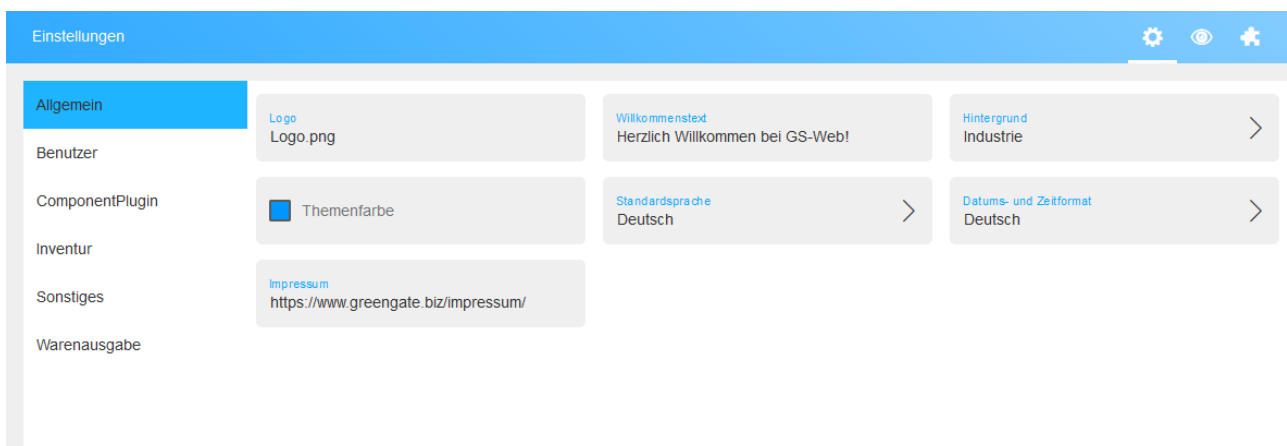 Einstellungen
Allgemein
Benutzer
ComponentPlugin
Inventur
Sonstiges
Warenausgabe
Logo
Logo.png
Willkommenstext
Herzlich Willkommen bei GS-Web!
Hintergrund
Industrie
Themenfarbe
Standardsprache
Deutsch
Datums- und Zeitformat
Deutsch
Impressum
https://www.greengate.biz/impressum/